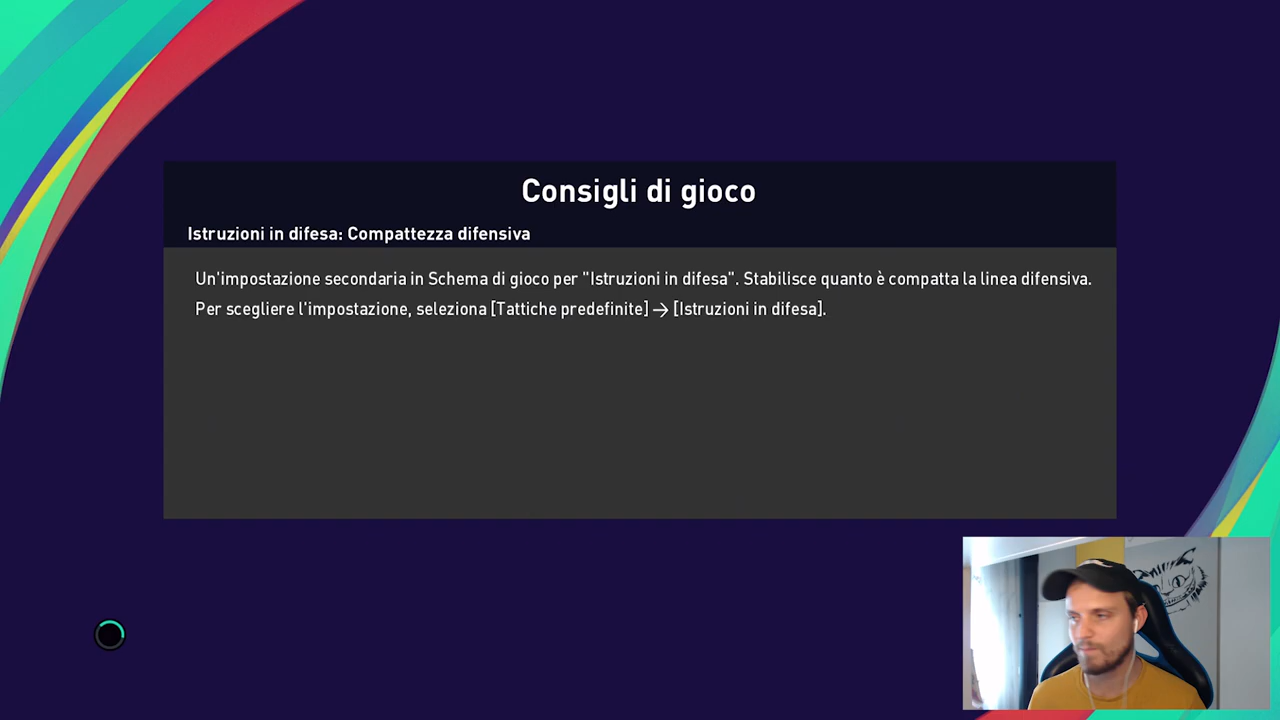 Consigli di gioco
Istruzioni in difesa: Compattezza difensiva
Un'impostazione secondaria in Schema di gioco per "Istruzioni in difesa". Stabilisce quanto è compatta la linea difensiva.
Per scegliere l'impostazione, seleziona [Tattiche predefinite] → [Istruzioni in difesa].